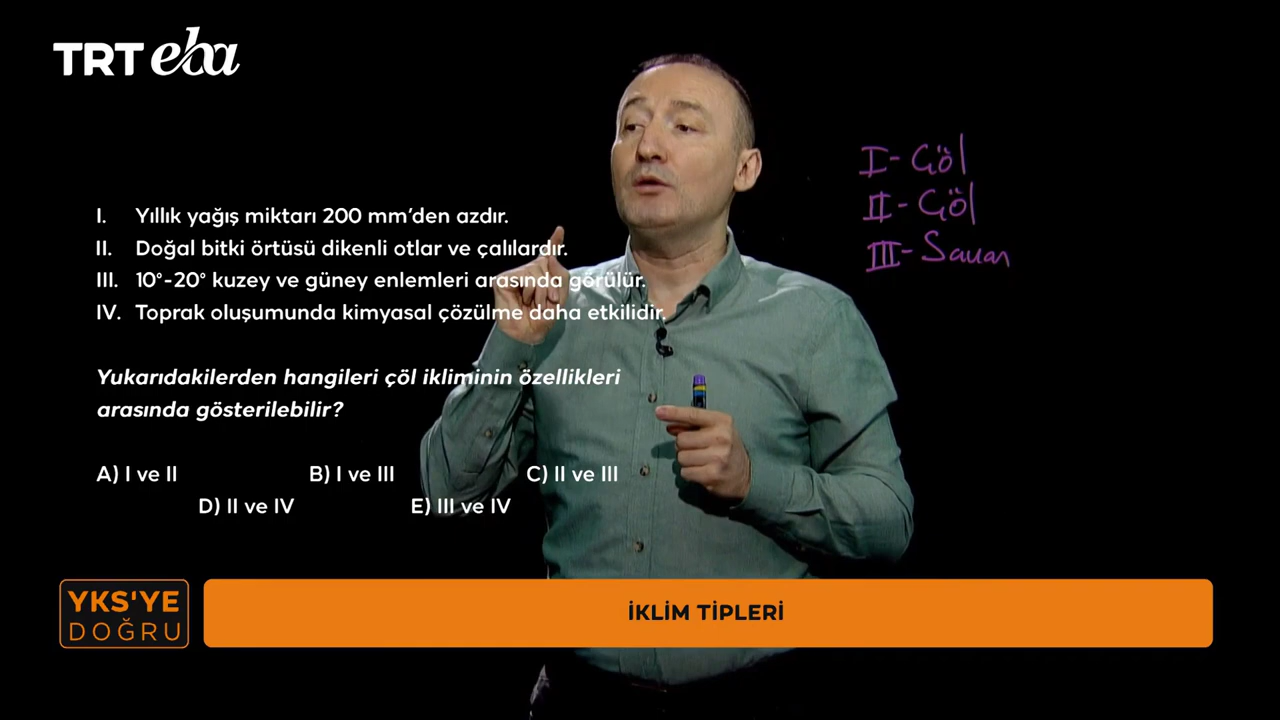 TRT eba
I. Yıllık yağış miktarı 200 mm'den azdır.
II. Doğal bitki örtüsü dikenli otlar ve çalılardır.
III. 10°-20° kuzey ve güney enlemleri arasında görülür.
IV. Toprak oluşumunda kimyasal çözülme daha etkilidir.
Yukarıdakilerden hangileri çöl ikliminin özellikleri
arasında gösterilebilir?
A) I ve II B) I ve III C) II ve III
D) II ve IV E) III ve IV
I- Çöl
II- Çöl
III- Savan
YKS'YE
DOĞRU
İKLİM TİPLERİ